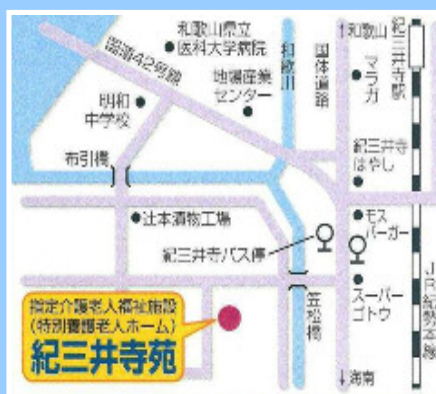 和歌山県立
医科大学病院
国道42号線
地場産業
センター
明和
中学校
布引橋
和歌川
国体道路
↑和歌山
マラガ
紀三井寺駅
紀三井寺
はやし
辻本漬物工場
紀三井寺バス停
モス
バーガー
スーパー
ゴトウ
笠松橋
↓海南
JR紀勢本線
指定介護老人福祉施設
(特別養護老人ホーム)
紀三井寺苑